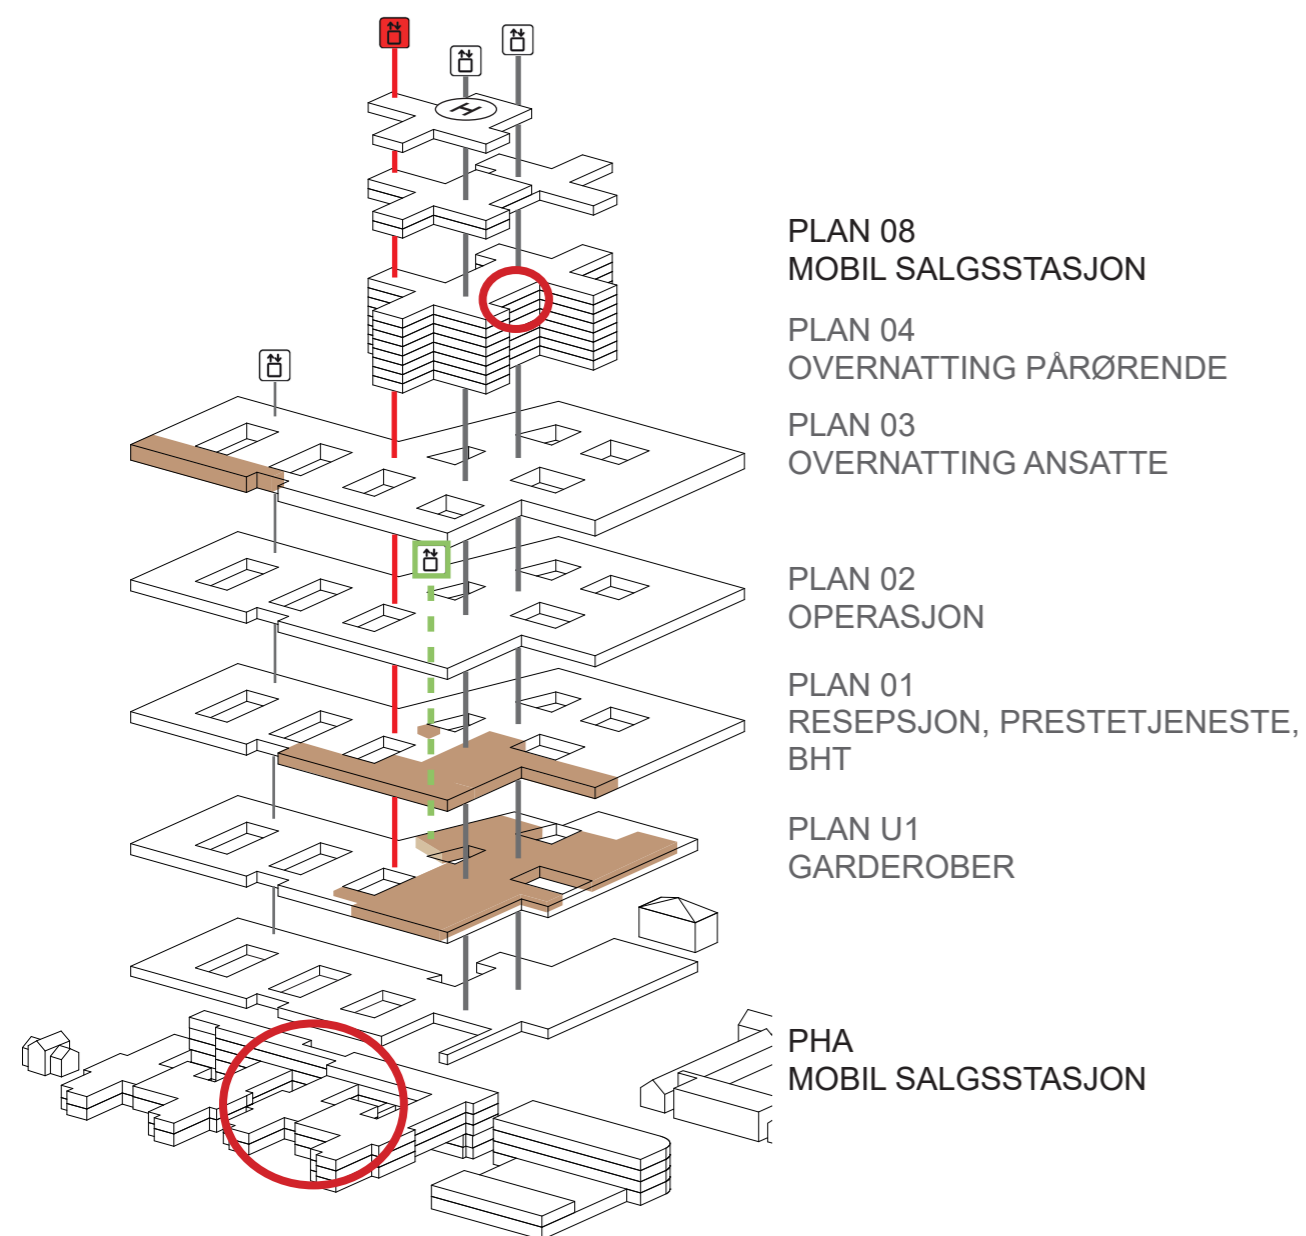 H
PLAN 08
MOBIL SALGSSTASJON
PLAN 04
OVERNATTING PÅRØRENDE
PLAN 03
OVERNATTING ANSATTE
PLAN 02
OPERASJON
PLAN 01
RESEPSJON, PRESTETJENESTE,
BHT
PLAN U1
GARDEROBER
PHA
MOBIL SALGSSTASJON